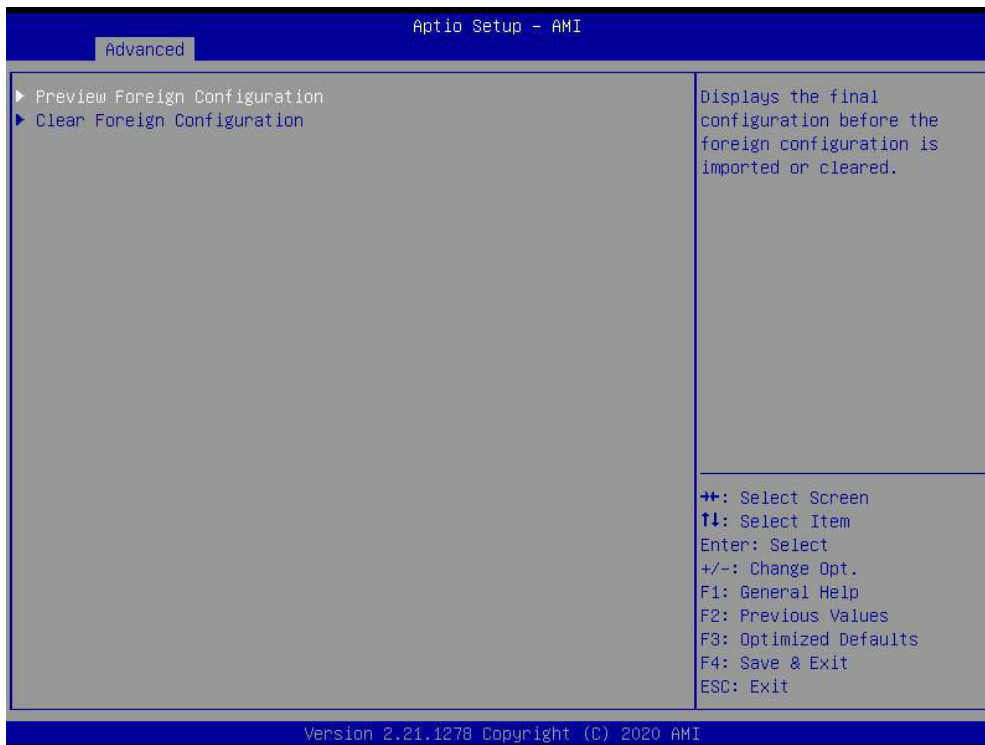 Aptio Setup – AMI
Advanced
▶ Preview Foreign Configuration
▶ Clear Foreign Configuration
Displays the final
configuration before the
foreign configuration is
imported or cleared.
→←: Select Screen
↑↓: Select Item
Enter: Select
+/-: Change Opt.
F1: General Help
F2: Previous Values
F3: Optimized Defaults
F4: Save & Exit
ESC: Exit
Version 2.21.1278 Copyright (C) 2020 AMI